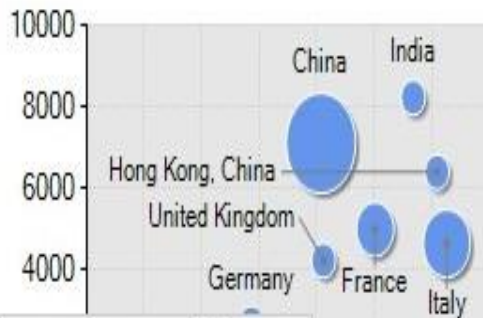 10000
China
India
8000
Hong Kong, China
6000
United Kingdom
4000
Germany
France
Italy